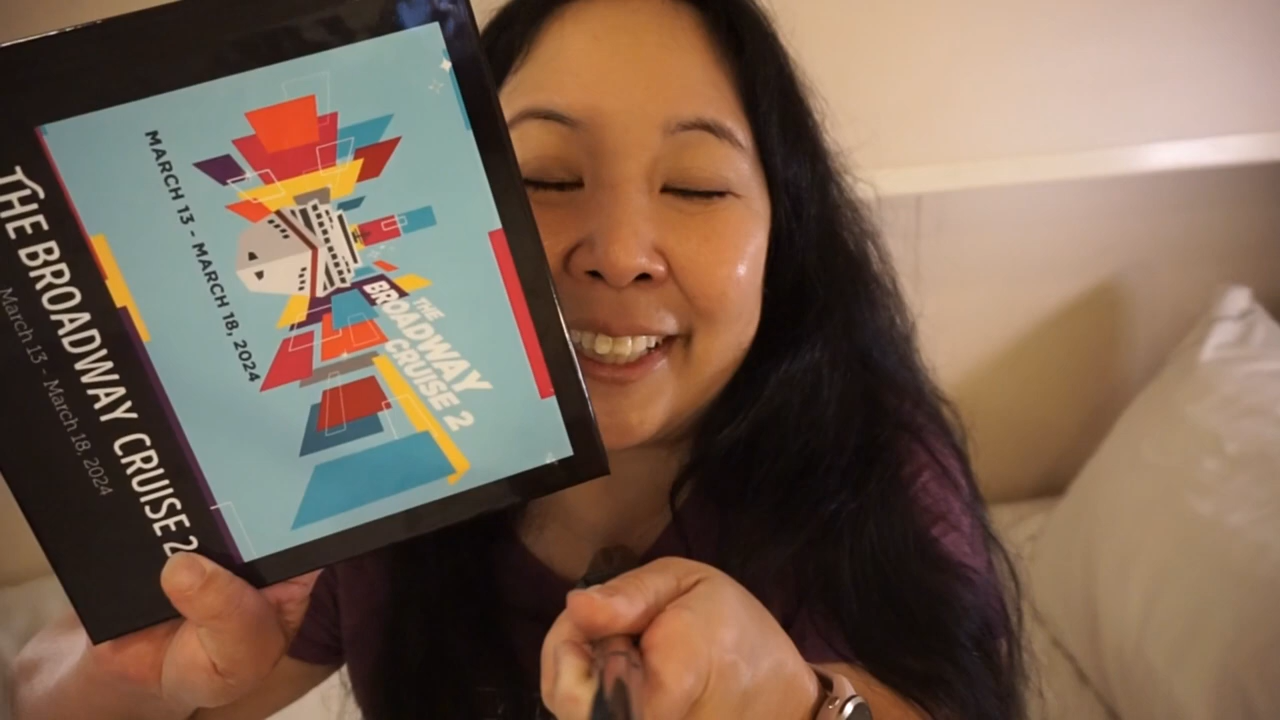 THE
BROADWAY
CRUISE 2
MARCH 13 - MARCH 18, 2024
THE BROADWAY CRUISE 2
March 13 - March 18, 2024